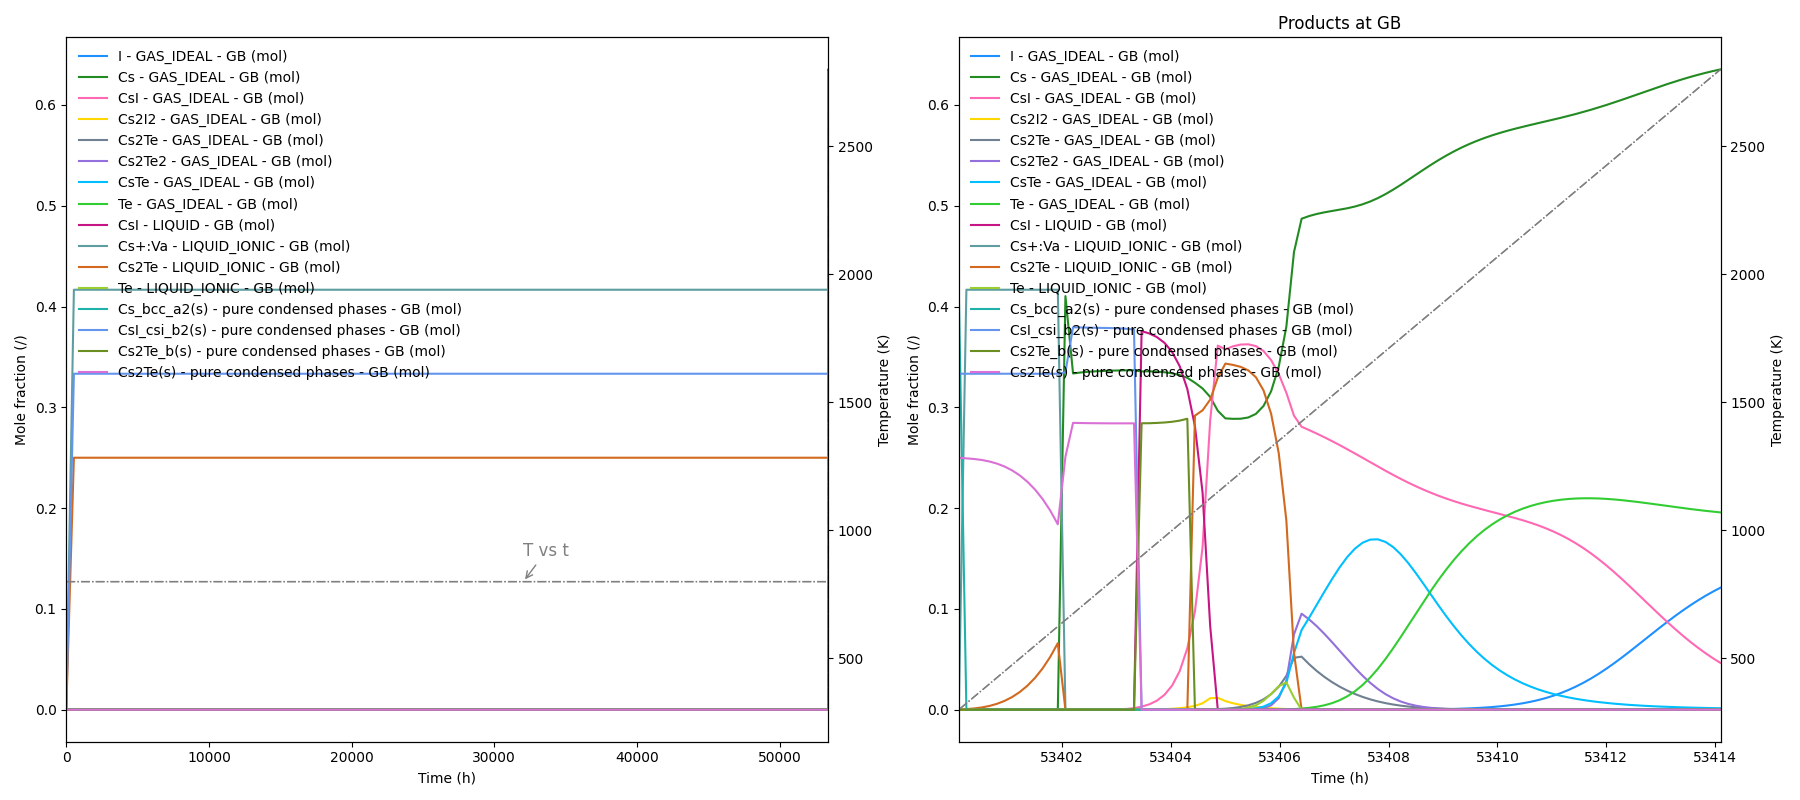 Products at GB
I - GAS_IDEAL - GB (mol)
Cs - GAS_IDEAL - GB (mol)
CsI - GAS_IDEAL - GB (mol)
Cs2I2 - GAS_IDEAL - GB (mol)
Cs2Te - GAS_IDEAL - GB (mol)
Cs2Te2 - GAS_IDEAL - GB (mol)
CsTe - GAS_IDEAL - GB (mol)
Te - GAS_IDEAL - GB (mol)
CsI - LIQUID - GB (mol)
Cs+:Va - LIQUID_IONIC - GB (mol)
Cs2Te - LIQUID_IONIC - GB (mol)
Te - LIQUID_IONIC - GB (mol)
Cs_bcc_a2(s) - pure condensed phases - GB (mol)
CsI_csi_b2(s) - pure condensed phases - GB (mol)
Cs2Te_b(s) - pure condensed phases - GB (mol)
Cs2Te(s) - pure condensed phases - GB (mol)
T vs t
0.6
0.5
0.4
0.3
0.2
0.1
0.0
Mole fraction (/)
2500
2000
1500
1000
500
Temperature (K)
0
10000
20000
30000
40000
50000
Time (h)
I - GAS_IDEAL - GB (mol)
Cs - GAS_IDEAL - GB (mol)
CsI - GAS_IDEAL - GB (mol)
Cs2I2 - GAS_IDEAL - GB (mol)
Cs2Te - GAS_IDEAL - GB (mol)
Cs2Te2 - GAS_IDEAL - GB (mol)
CsTe - GAS_IDEAL - GB (mol)
Te - GAS_IDEAL - GB (mol)
CsI - LIQUID - GB (mol)
Cs+:Va - LIQUID_IONIC - GB (mol)
Cs2Te - LIQUID_IONIC - GB (mol)
Te - LIQUID_IONIC - GB (mol)
Cs_bcc_a2(s) - pure condensed phases - GB (mol)
CsI_csi_b2(s) - pure condensed phases - GB (mol)
Cs2Te_b(s) - pure condensed phases - GB (mol)
Cs2Te(s) - pure condensed phases - GB (mol)
0.6
0.5
0.4
0.3
0.2
0.1
0.0
Mole fraction (/)
2500
2000
1500
1000
500
Temperature (K)
53402
53404
53406
53408
53410
53412
53414
Time (h)